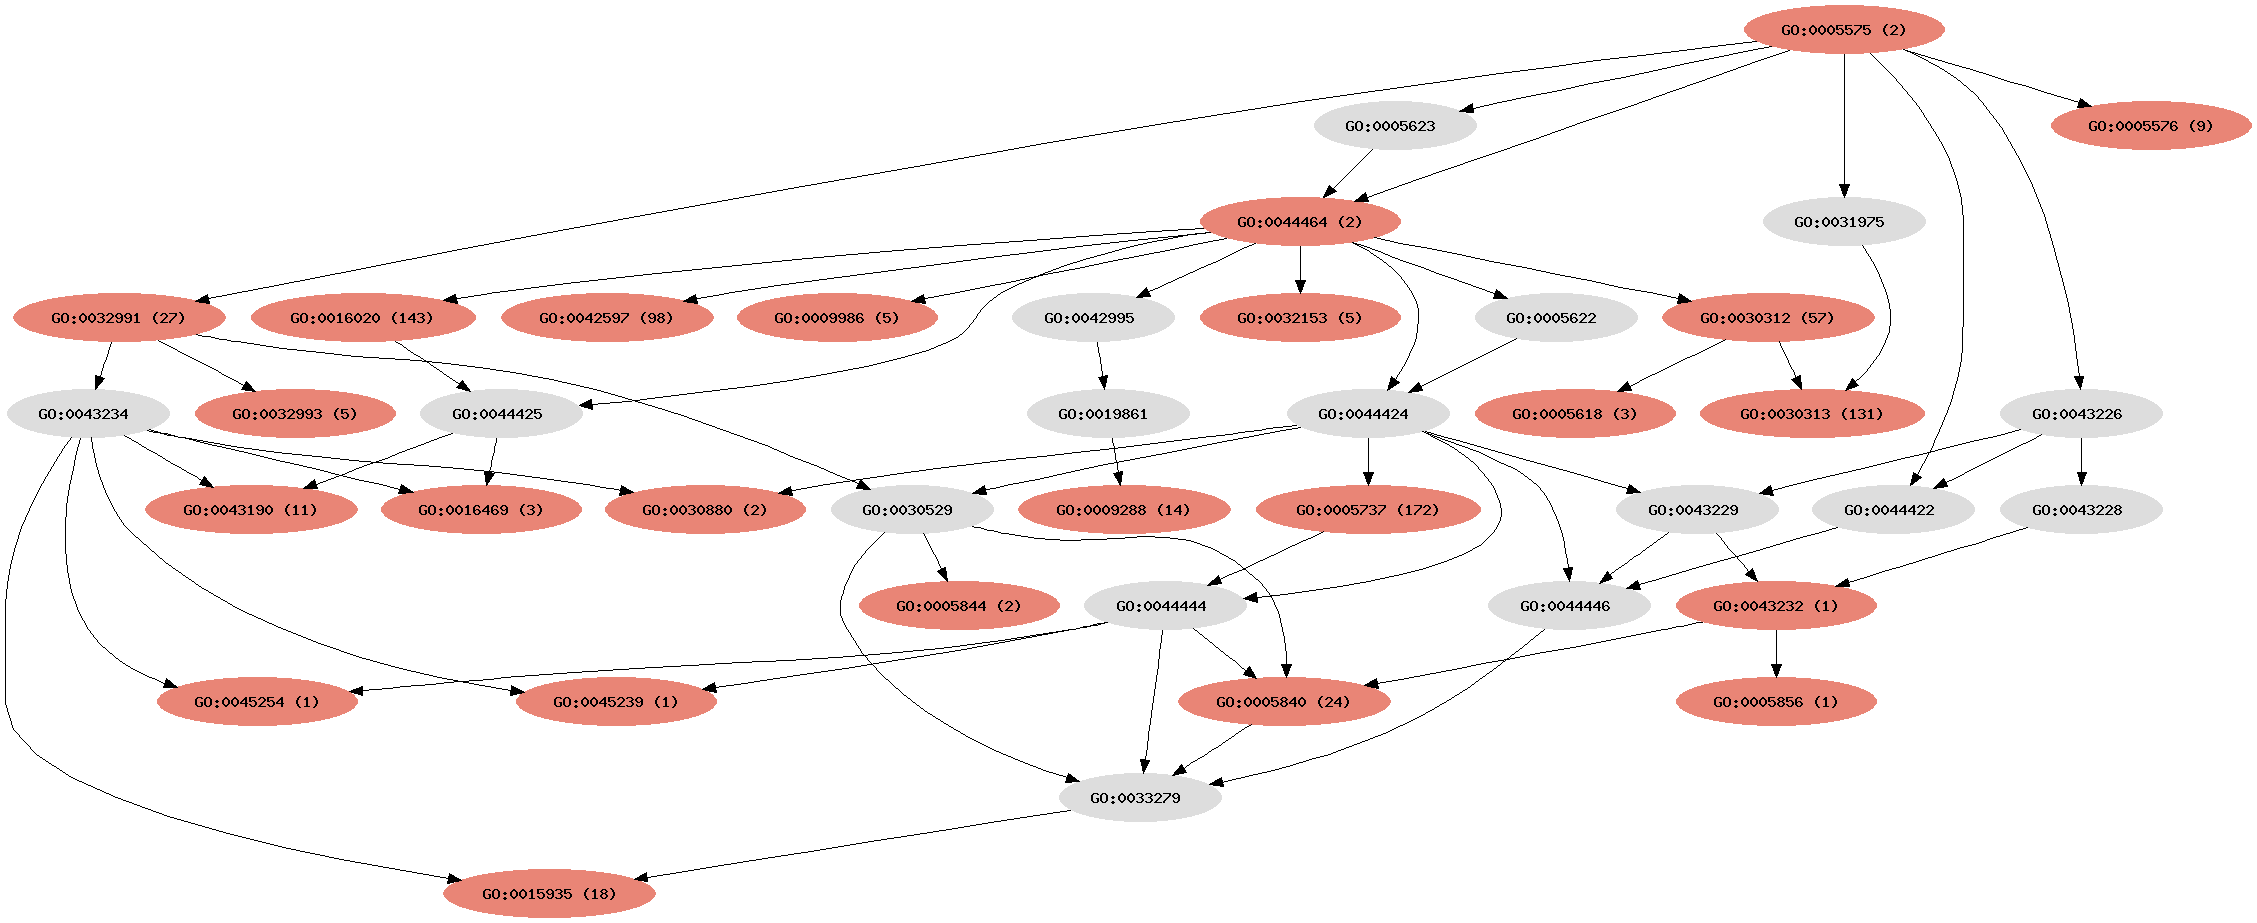 GO:0005575 (2)
GO:0005623
GO:0005576 (9)
GO:0044464 (2)
GO:0031975
GO:0032991 (27)
GO:0016020 (143)
GO:0042597 (98)
GO:0009986 (5)
GO:0042995
GO:0032153 (5)
GO:0005622
GO:0030312 (57)
GO:0043234
GO:0032993 (5)
GO:0044425
GO:0019861
GO:0044424
GO:0005618 (3)
GO:0030313 (131)
GO:0043226
GO:0043190 (11)
GO:0016469 (3)
GO:0030880 (2)
GO:0030529
GO:0009288 (14)
GO:0005737 (172)
GO:0043229
GO:0044422
GO:0043228
GO:0005844 (2)
GO:0044444
GO:0044446
GO:0043232 (1)
GO:0045254 (1)
GO:0045239 (1)
GO:0005840 (24)
GO:0005856 (1)
GO:0033279
GO:0015935 (18)